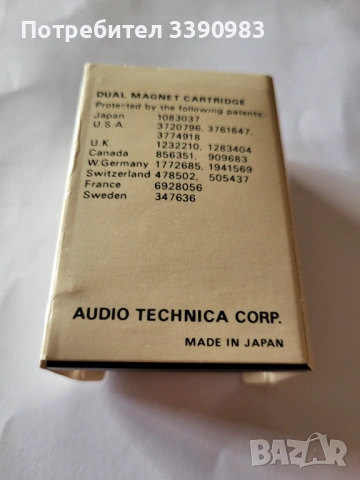 Потребител 3390983
DUAL MAGNET CARTRIDGE
Protected by the following patents:
Japan 1083037
U.S.A. 3720796, 3761647,
3774918
U.K. 1232210, 1283404
Canada 856351, 909683
W.Germany 1772685, 1941569
Switzerland 478502, 505437
France 6928056
Sweden 347636
AUDIO TECHNICA CORP.
MADE IN JAPAN
BAZAR